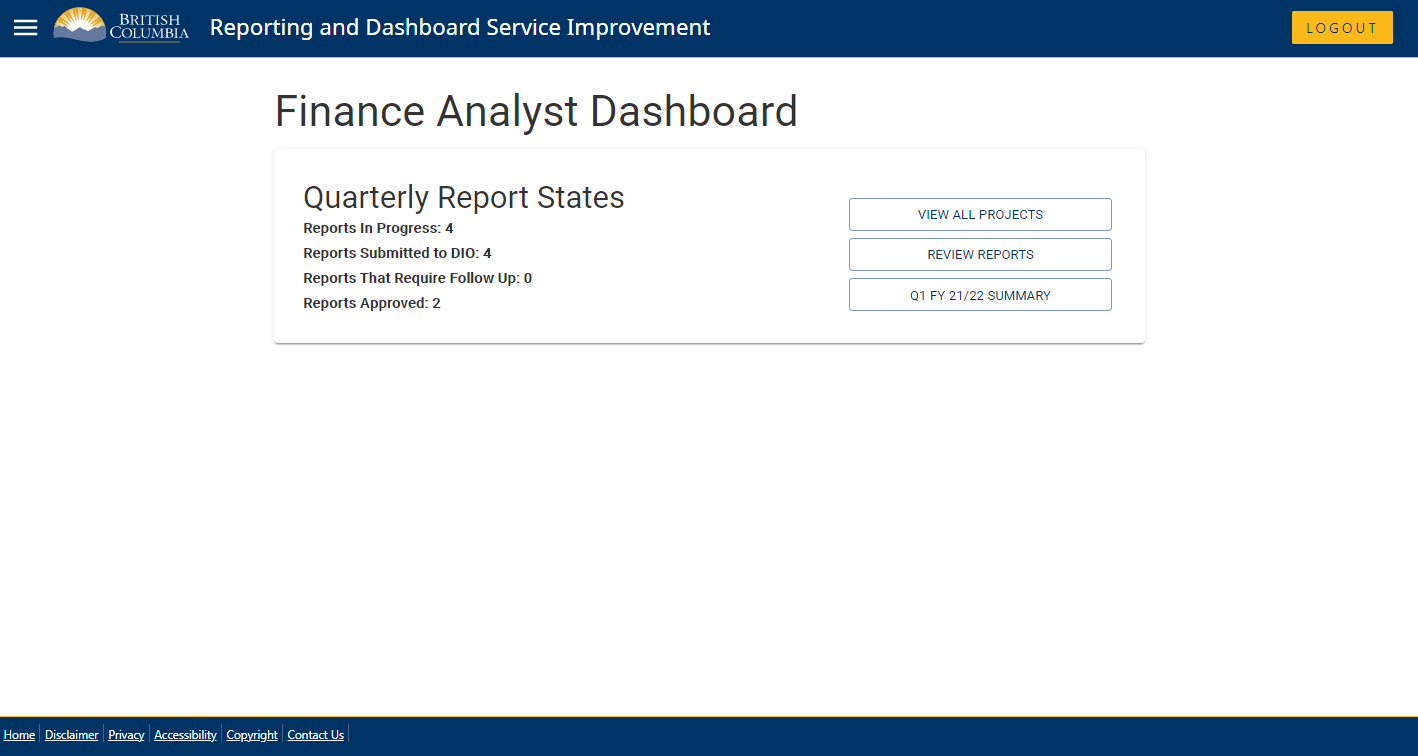 BRITISH
COLUMBIA
Reporting and Dashboard Service Improvement
LOGOUT
Finance Analyst Dashboard
Quarterly Report States
Reports In Progress: 4
Reports Submitted to DIO: 4
Reports That Require Follow Up: 0
Reports Approved: 2
VIEW ALL PROJECTS
REVIEW REPORTS
Q1 FY 21/22 SUMMARY
Home Disclaimer Privacy Accessibility Copyright Contact Us